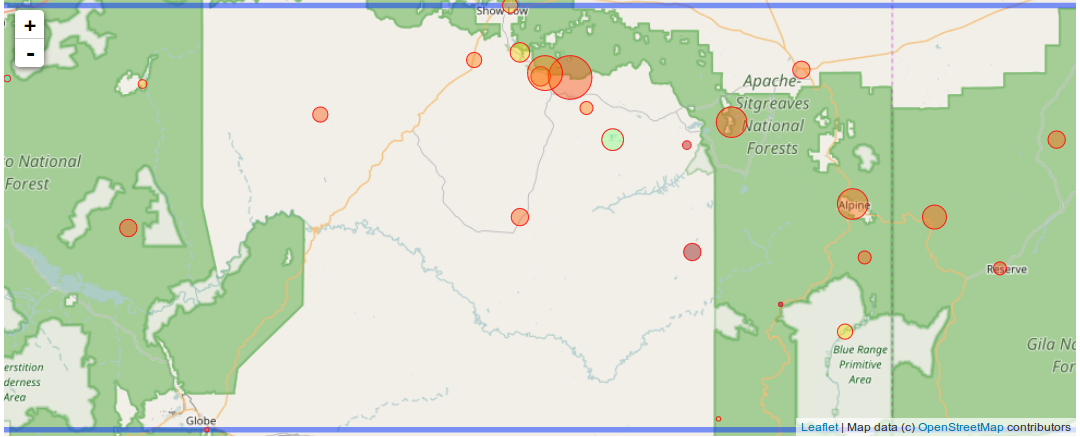 +
-
Show Low
Apache-
Sitgreaves
National
Forests
o National
Forest
Alpine
Reserve
erstition
derness
Area
Blue Range
Primitive
Area
Gila Na
For
Globe
Leaflet | Map data (c) OpenStreetMap contributors